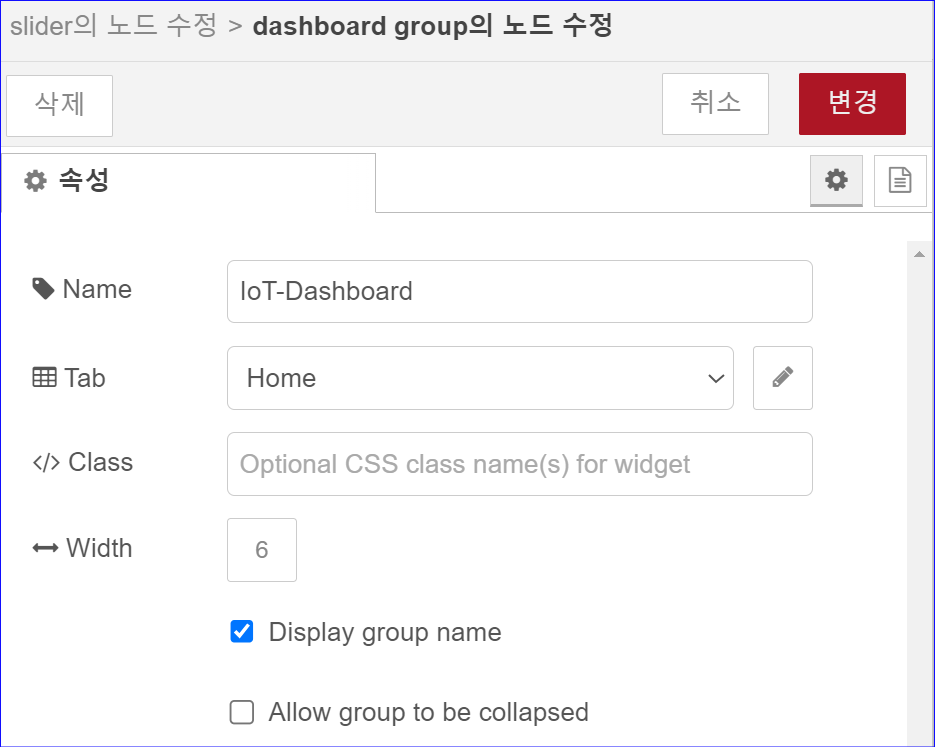 slider의 노드 수정 > dashboard group의 노드 수정
삭제 취소 변경
속성
Name IoT-Dashboard
Tab Home
Class Optional CSS class name(s) for widget
Width 6
Display group name
Allow group to be collapsed